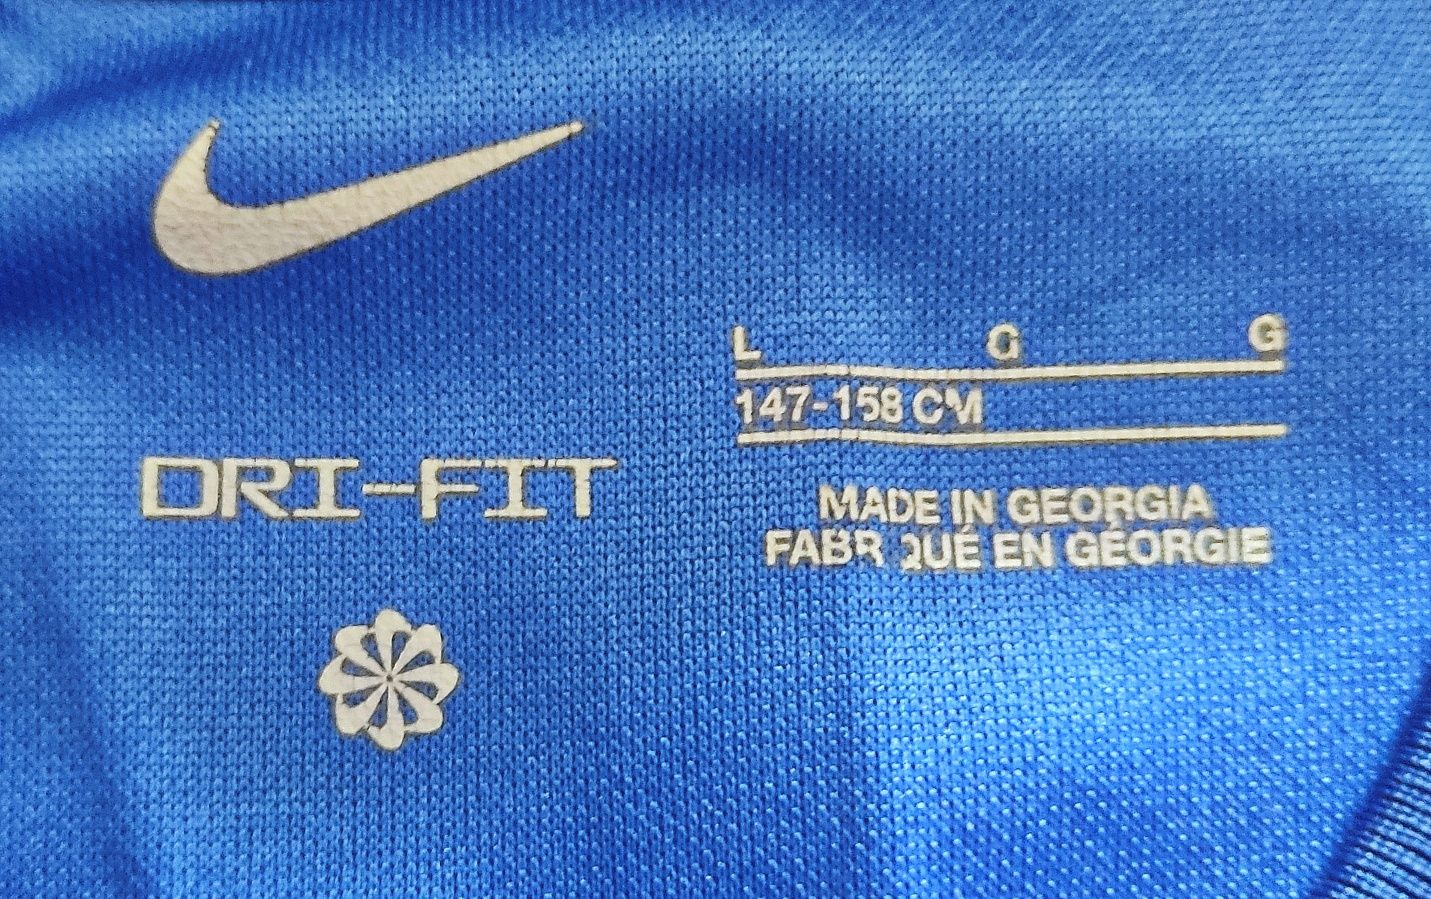 L G G
147-158 CM
DRI-FIT
MADE IN GEORGIA
FABRIQUÉ EN GÉORGIE